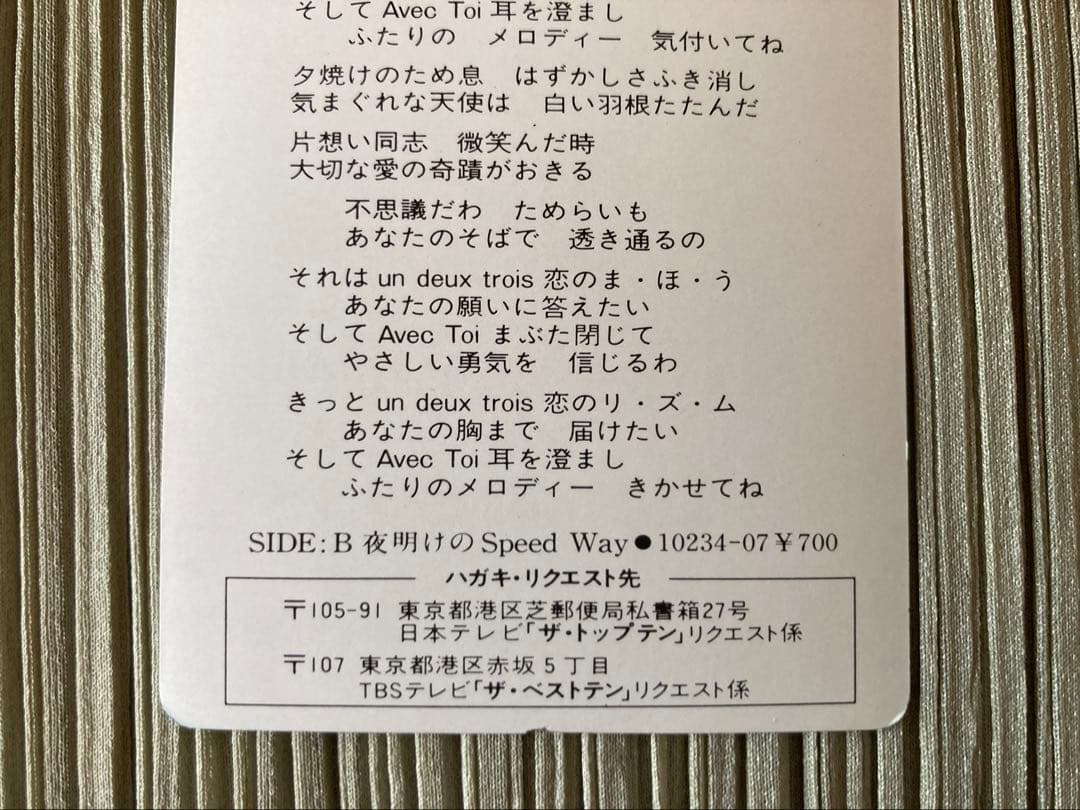 そして Avec Toi 耳を澄まし
ふたりの　メロディー　気付いてね
夕焼けのため息　はずかしさふき消し
気まぐれな天使は　白い羽根たたんだ
片想い同志　微笑んだ時
大切な愛の奇蹟がおきる
不思議だわ　ためらいも
あなたのそばで　透き通るの
それは un deux trois 恋のま・ほ・う
あなたの願いに答えたい
そして Avec Toi まぶた閉じて
やさしい勇気を　信じるわ
きっと un deux trois 恋のリ・ズ・ム
あなたの胸まで　届けたい
そして Avec Toi 耳を澄まし
ふたりのメロディー　きかせてね
SIDE: B 夜明けの Speed Way ● 10234-07 ¥700
ハガキ・リクエスト先
〒105-91 東京都港区芝郵便局私書箱27号
日本テレビ「ザ・トップテン」リクエスト係
〒107 東京都港区赤坂5丁目
TBSテレビ「ザ・ベストテン」リクエスト係